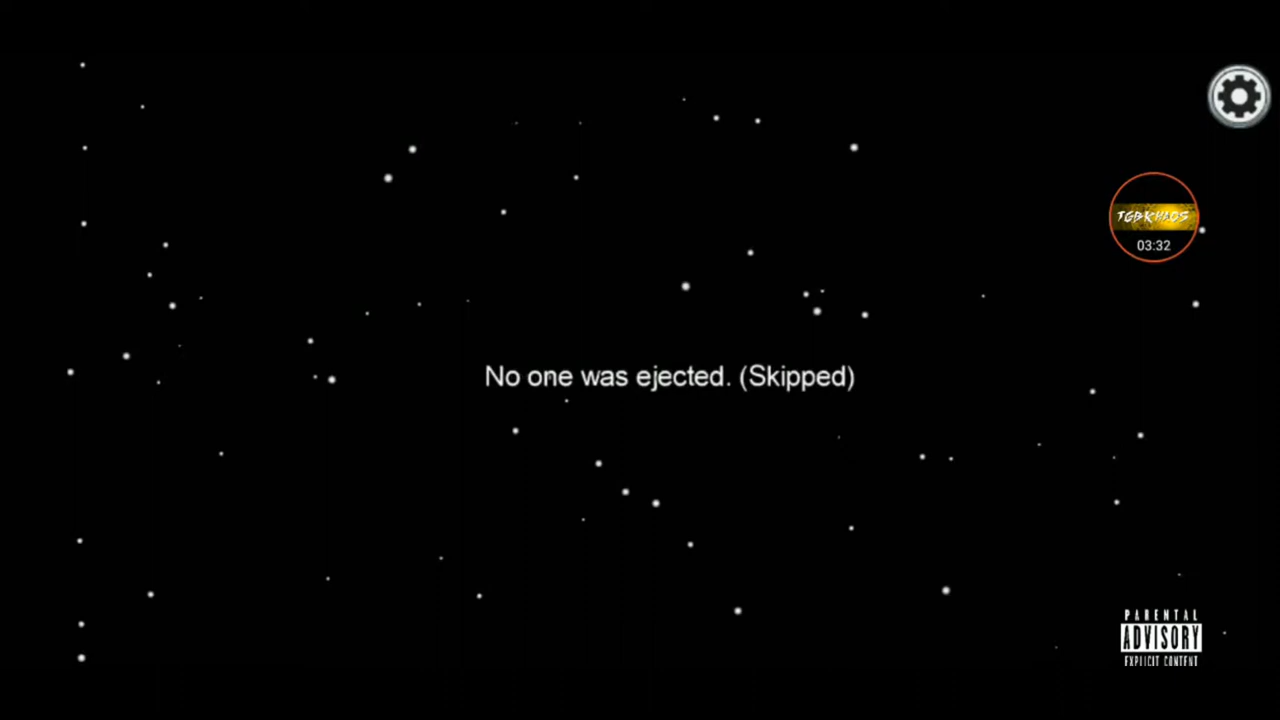 TGBKHAOS
03:32
No one was ejected. (Skipped)
PARENTAL
ADVISORY
EXPLICIT CONTENT